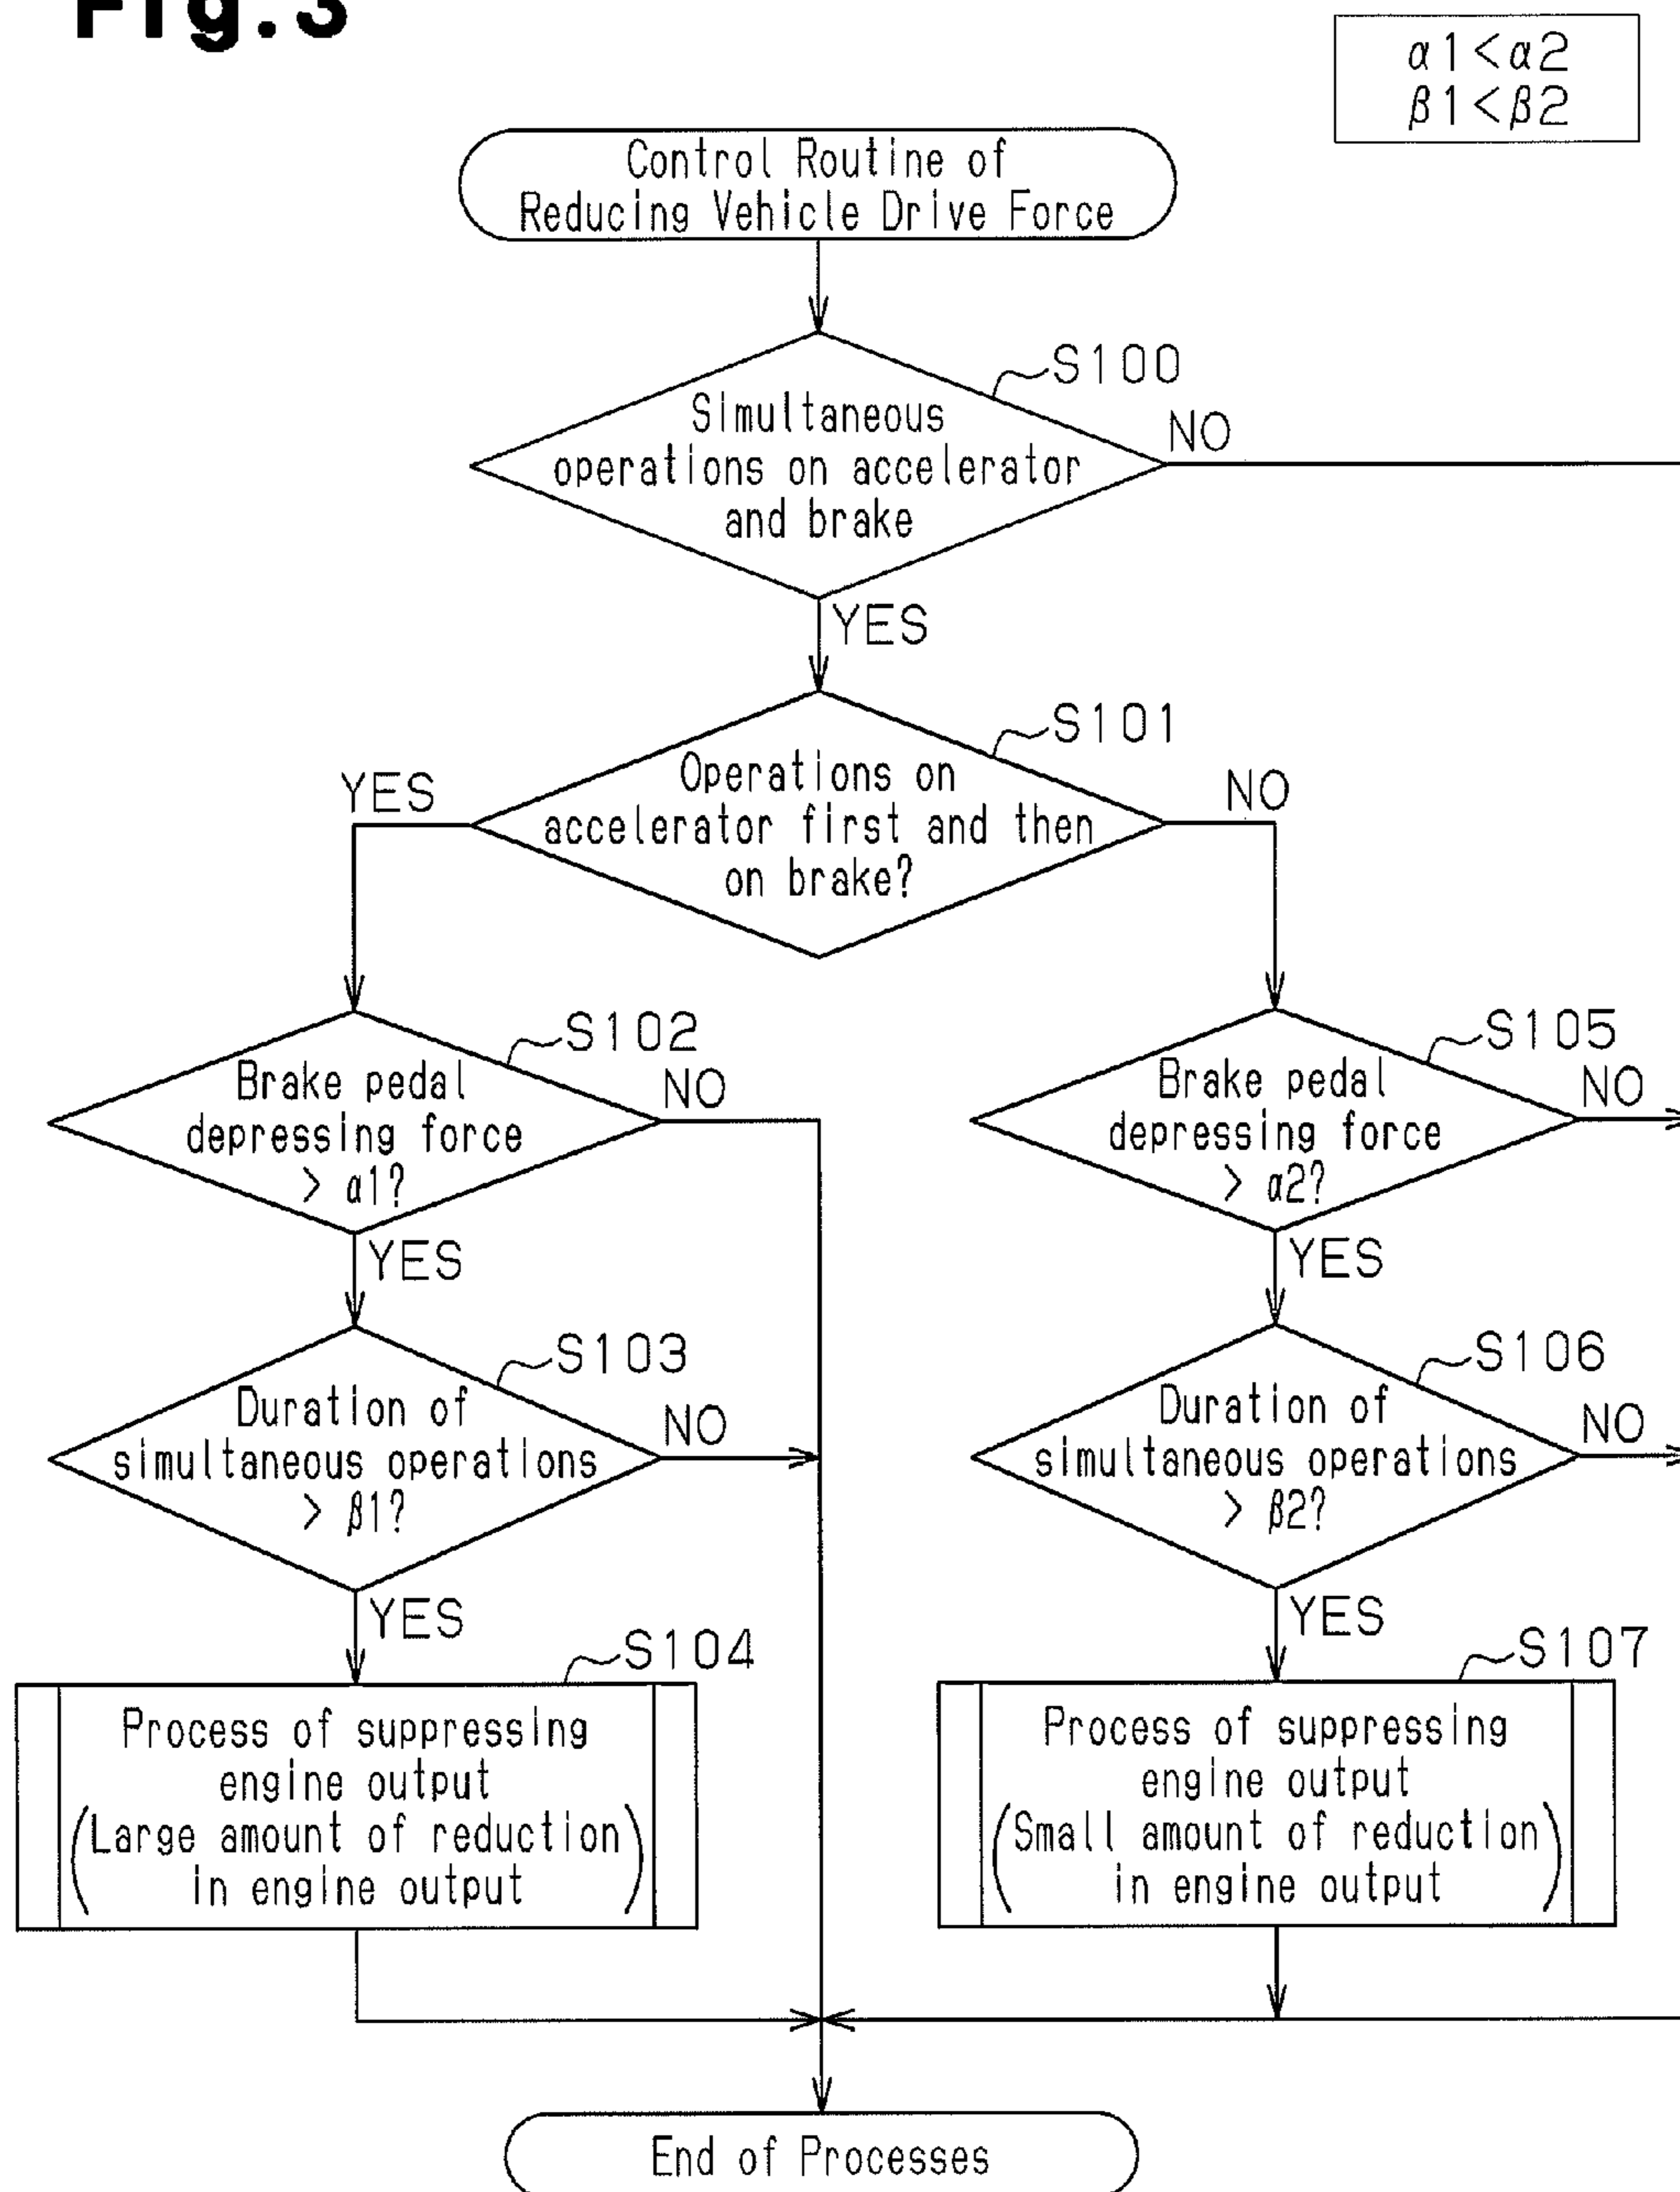 Fig.3
α1<α2
β1<β2
Control Routine of
Reducing Vehicle Drive Force
S100
Simultaneous
operations on accelerator
and brake
NO
YES
S101
Operations on
accelerator first and then
on brake?
YES
NO
S102
Brake pedal
depressing force
> α1?
NO
YES
S105
Brake pedal
depressing force
> α2?
NO
YES
S103
Duration of
simultaneous operations
> β1?
NO
YES
S106
Duration of
simultaneous operations
> β2?
NO
YES
S104
Process of suppressing
engine output
(Large amount of reduction
in engine output)
S107
Process of suppressing
engine output
(Small amount of reduction
in engine output)
End of Processes